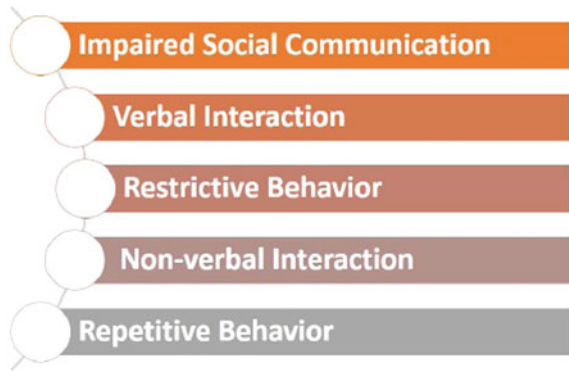 Impaired Social Communication
Verbal Interaction
Restrictive Behavior
Non-verbal Interaction
Repetitive Behavior